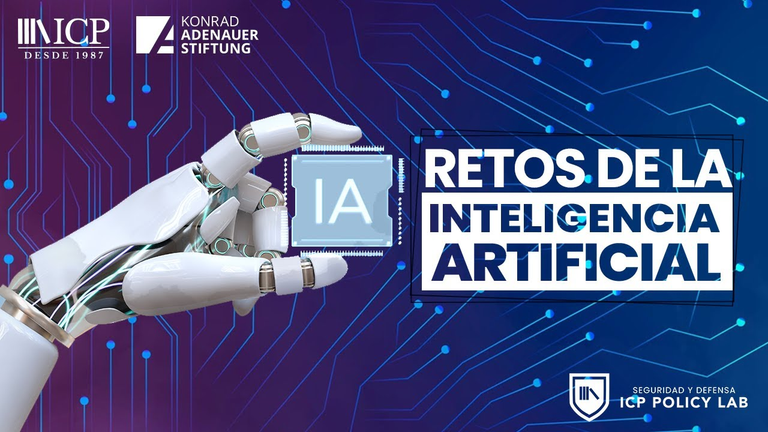 ICP
DESDE 1987
KONRAD
ADENAUER
STIFTUNG
IA
RETOS DE LA
INTELIGENCIA
ARTIFICIAL
SEGURIDAD Y DEFENSA
ICP POLICY LAB